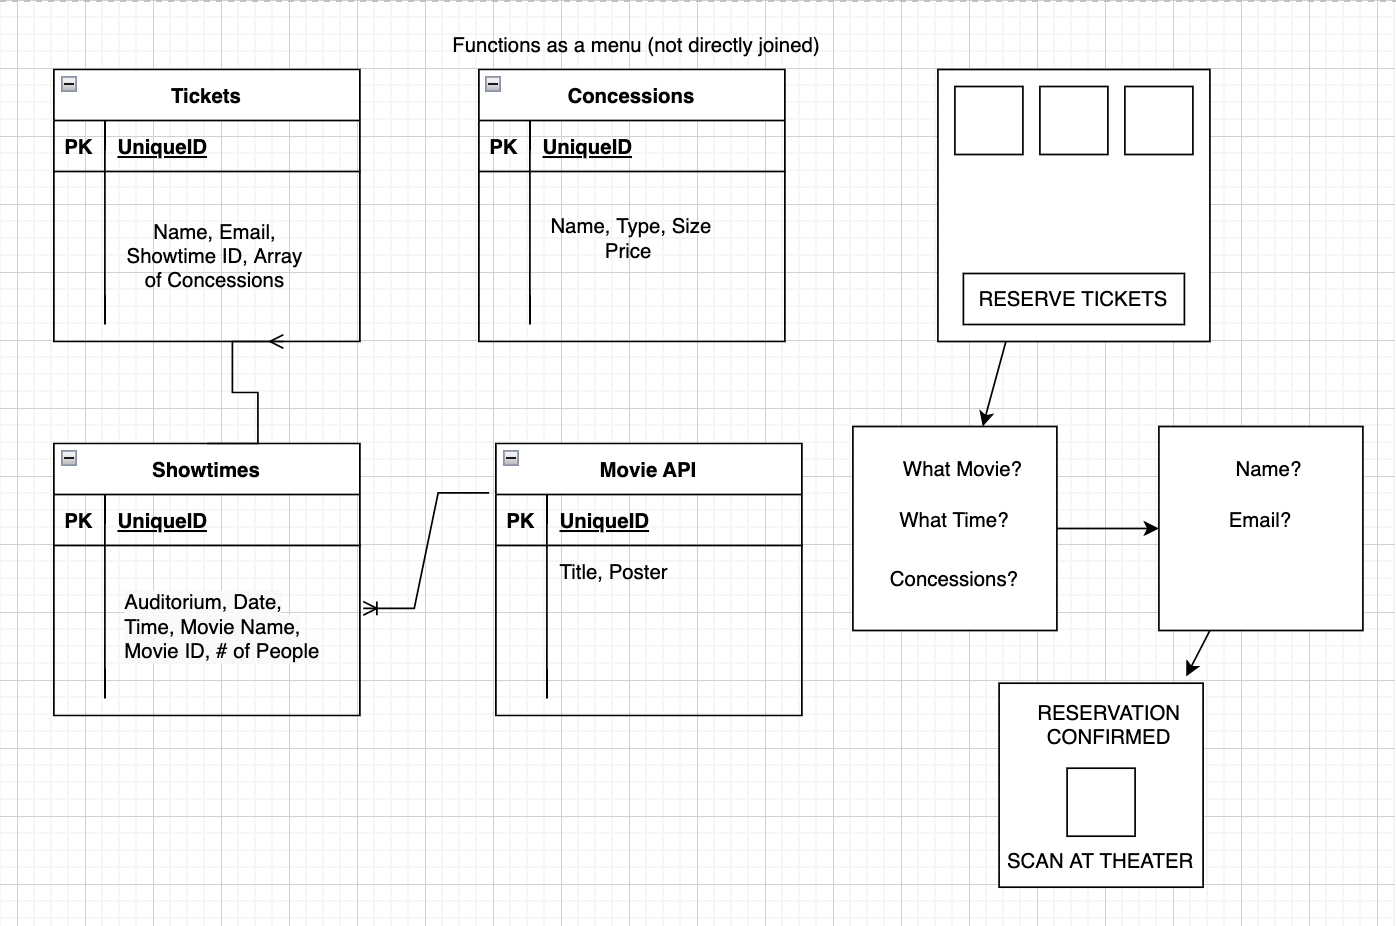 Functions as a menu (not directly joined)
Tickets
PK UniqueID
Name, Email,
Showtime ID, Array
of Concessions
Concessions
PK UniqueID
Name, Type, Size
Price
Showtimes
PK UniqueID
Auditorium, Date,
Time, Movie Name,
Movie ID, # of People
Movie API
PK UniqueID
Title, Poster
RESERVE TICKETS
What Movie?
What Time?
Concessions?
Name?
Email?
RESERVATION
CONFIRMED
SCAN AT THEATER